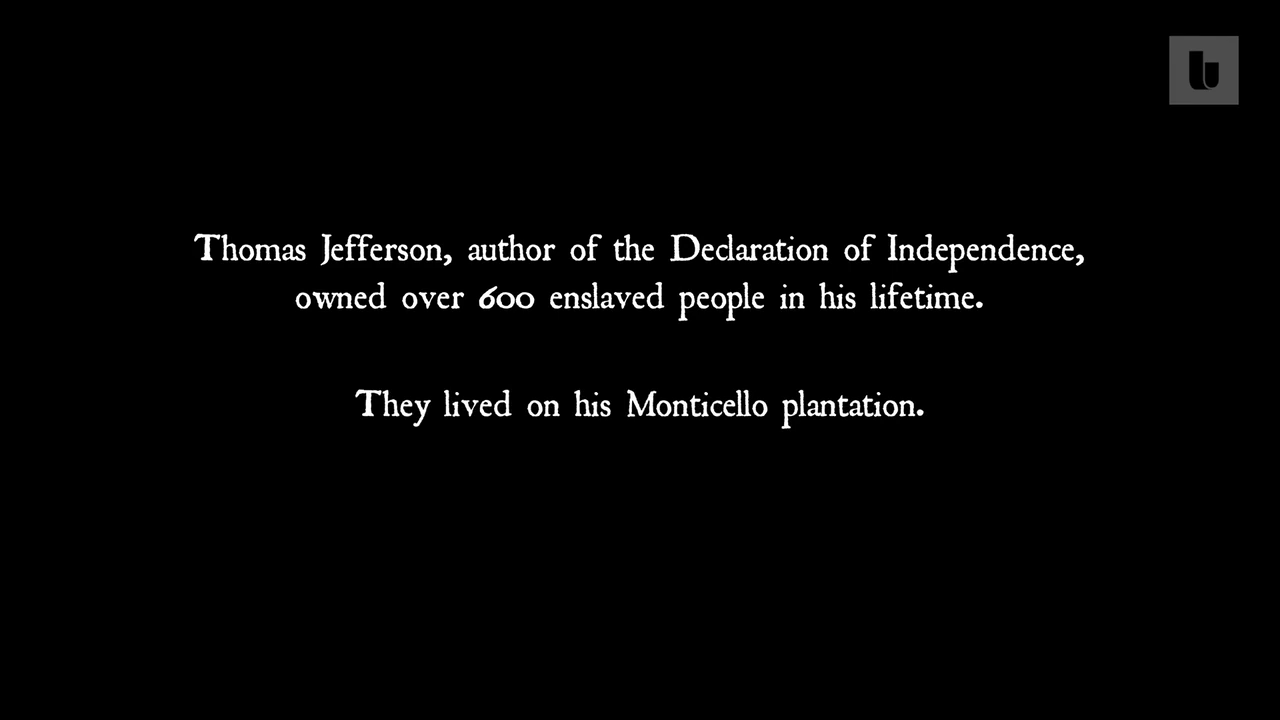 Thomas Jefferson, author of the Declaration of Independence,
owned over 600 enslaved people in his lifetime.
They lived on his Monticello plantation.